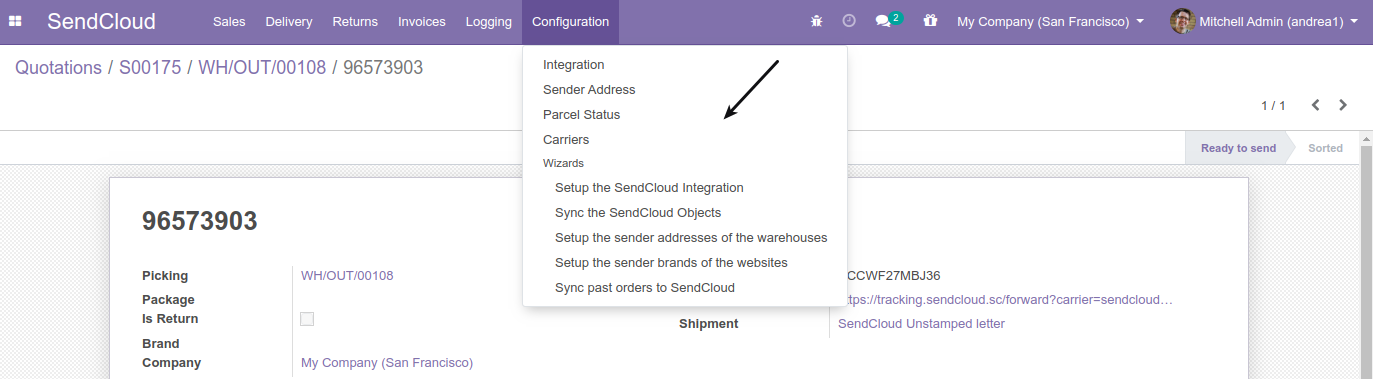 SendCloud Sales Delivery Returns Invoices Logging Configuration 2 My Company (San Francisco) Mitchell Admin (andrea1)
Quotations / S00175 / WH/OUT/00108 / 96573903
1 / 1
Integration
Sender Address
Parcel Status
Carriers
Wizards
Setup the SendCloud Integration
Sync the SendCloud Objects
Setup the sender addresses of the warehouses
Setup the sender brands of the websites
Sync past orders to SendCloud
Ready to send Sorted
96573903
Picking WH/OUT/00108
Package
Is Return
Brand
Company My Company (San Francisco)
CCWF27MBJ36
ttps://tracking.sendcloud.sc/forward?carrier=sendcloud…
Shipment SendCloud Unstamped letter